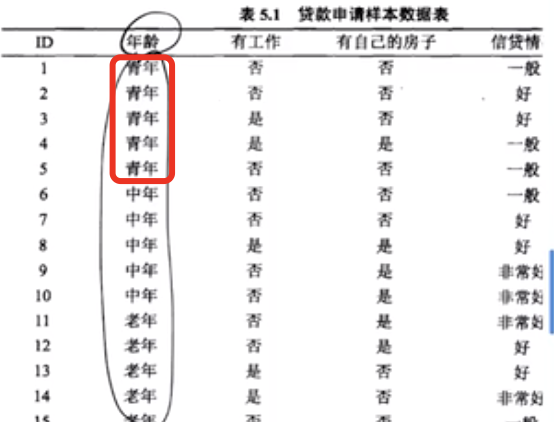 表 5.1 贷款申请样本数据表
ID 年龄 有工作 有自己的房子 信贷情
1 青年 否 否 一般
2 青年 否 否 好
3 青年 是 否 好
4 青年 是 是 一般
5 青年 否 否 一般
6 中年 否 否 一般
7 中年 否 否 好
8 中年 是 是 好
9 中年 否 是 非常好
10 中年 否 是 非常好
11 老年 否 是 非常好
12 老年 否 是 好
13 老年 是 否 好
14 老年 是 否 非常好
15 老年 否 否 一般